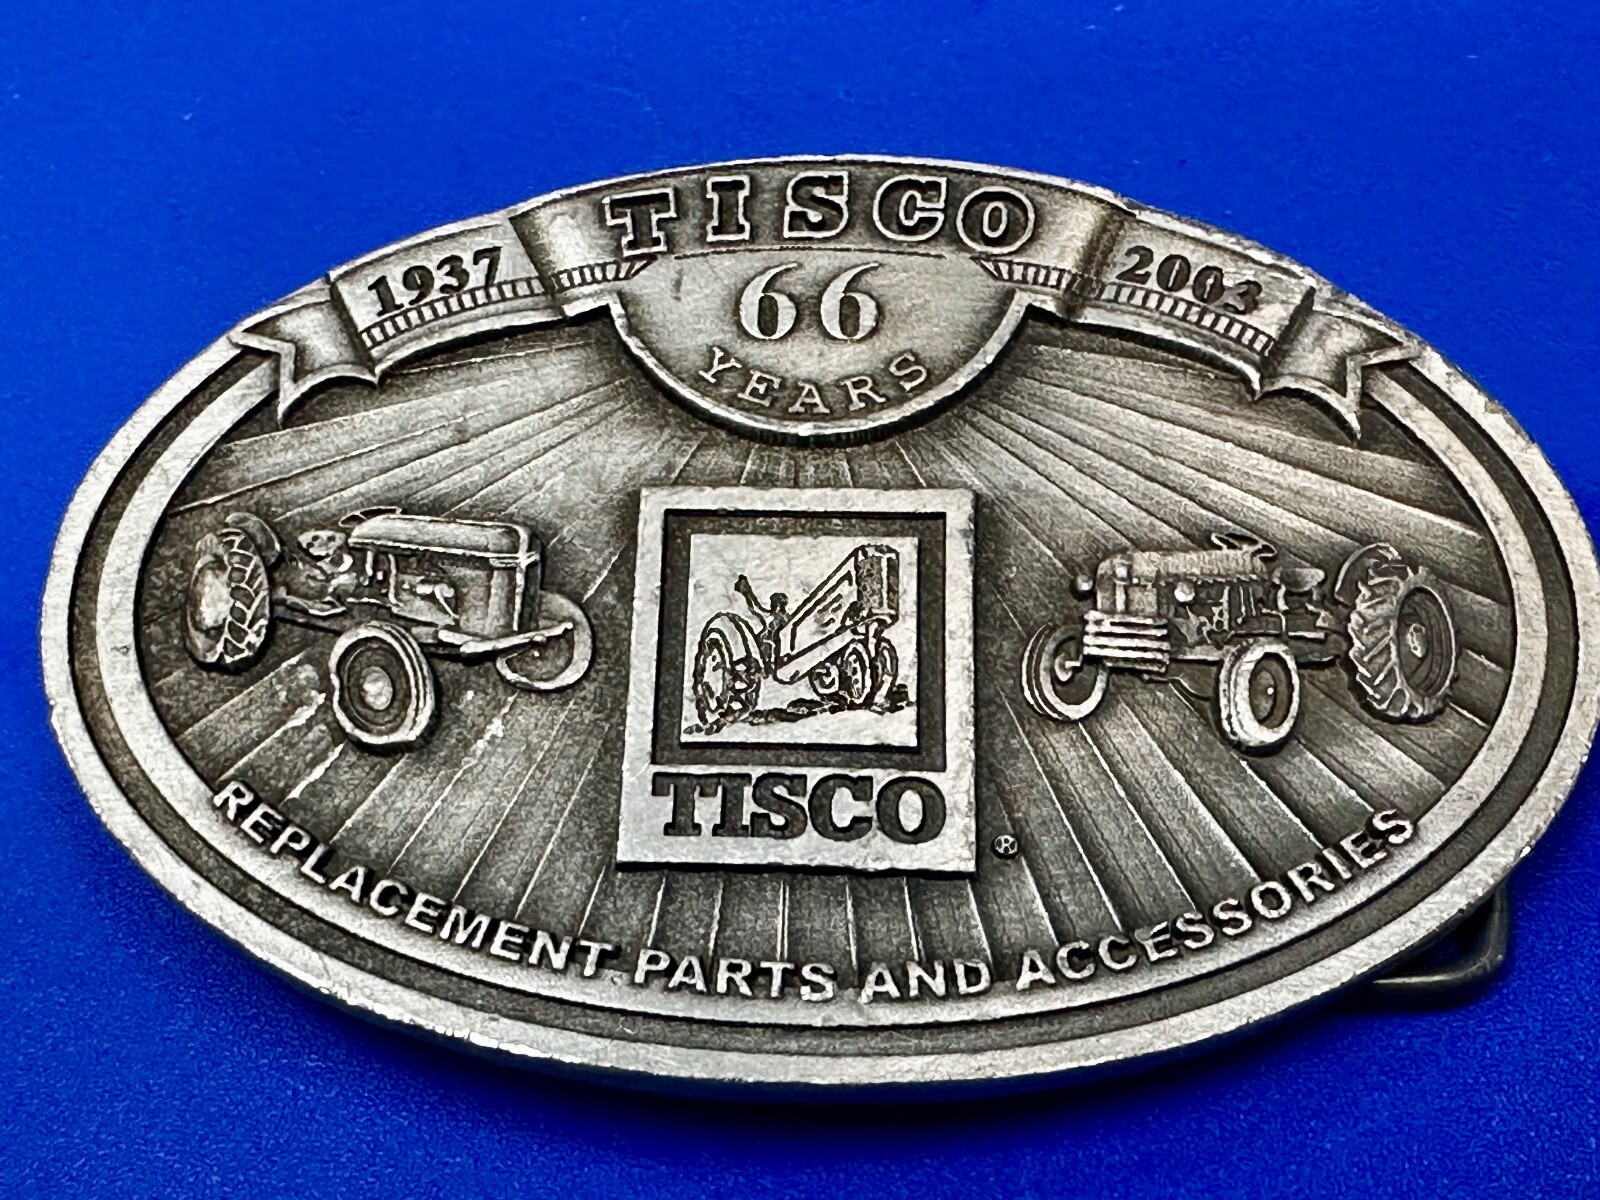 TISCO
1937
2003
66
YEARS
TISCO
®
REPLACEMENT PARTS AND ACCESSORIES